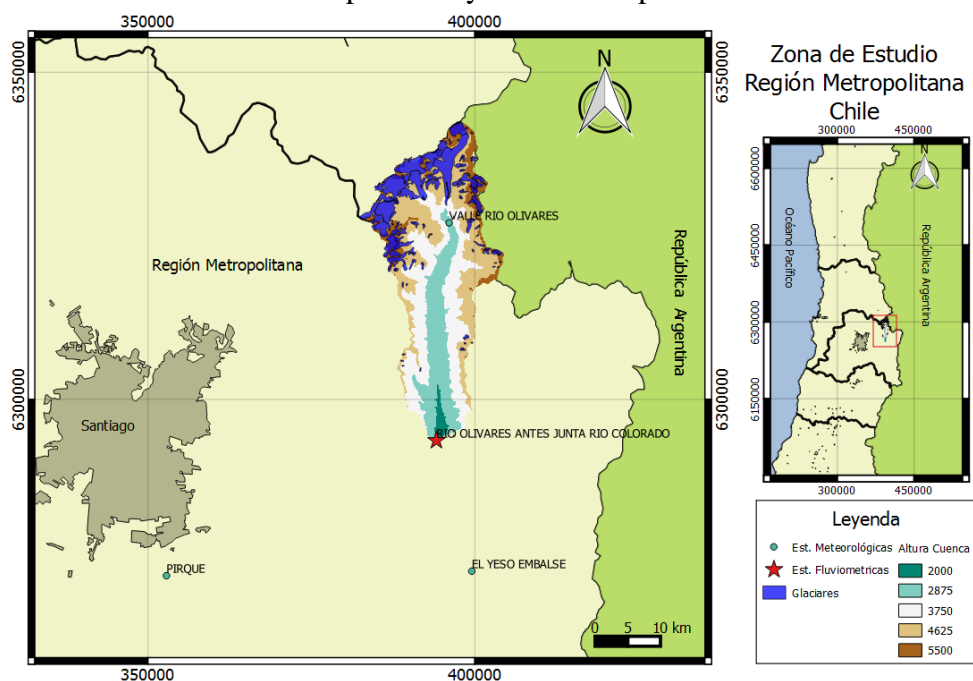 350000
400000
6350000
6350000
N
VALLE RIO OLIVARES
Región Metropolitana
República Argentina
6300000
6300000
Santiago
RIO OLIVARES ANTES JUNTA RIO COLORADO
PIRQUE
EL YESO EMBALSE
0 5 10 km
350000
400000
Zona de Estudio
Región Metropolitana
Chile
300000
450000
N
6600000
6450000
6300000
6150000
Océano Pacífico
República Argentina
300000
450000
Leyenda
Est. Meteorológicas
Est. Fluviometricas
Glaciares
Altura Cuenca
2000
2875
3750
4625
5500